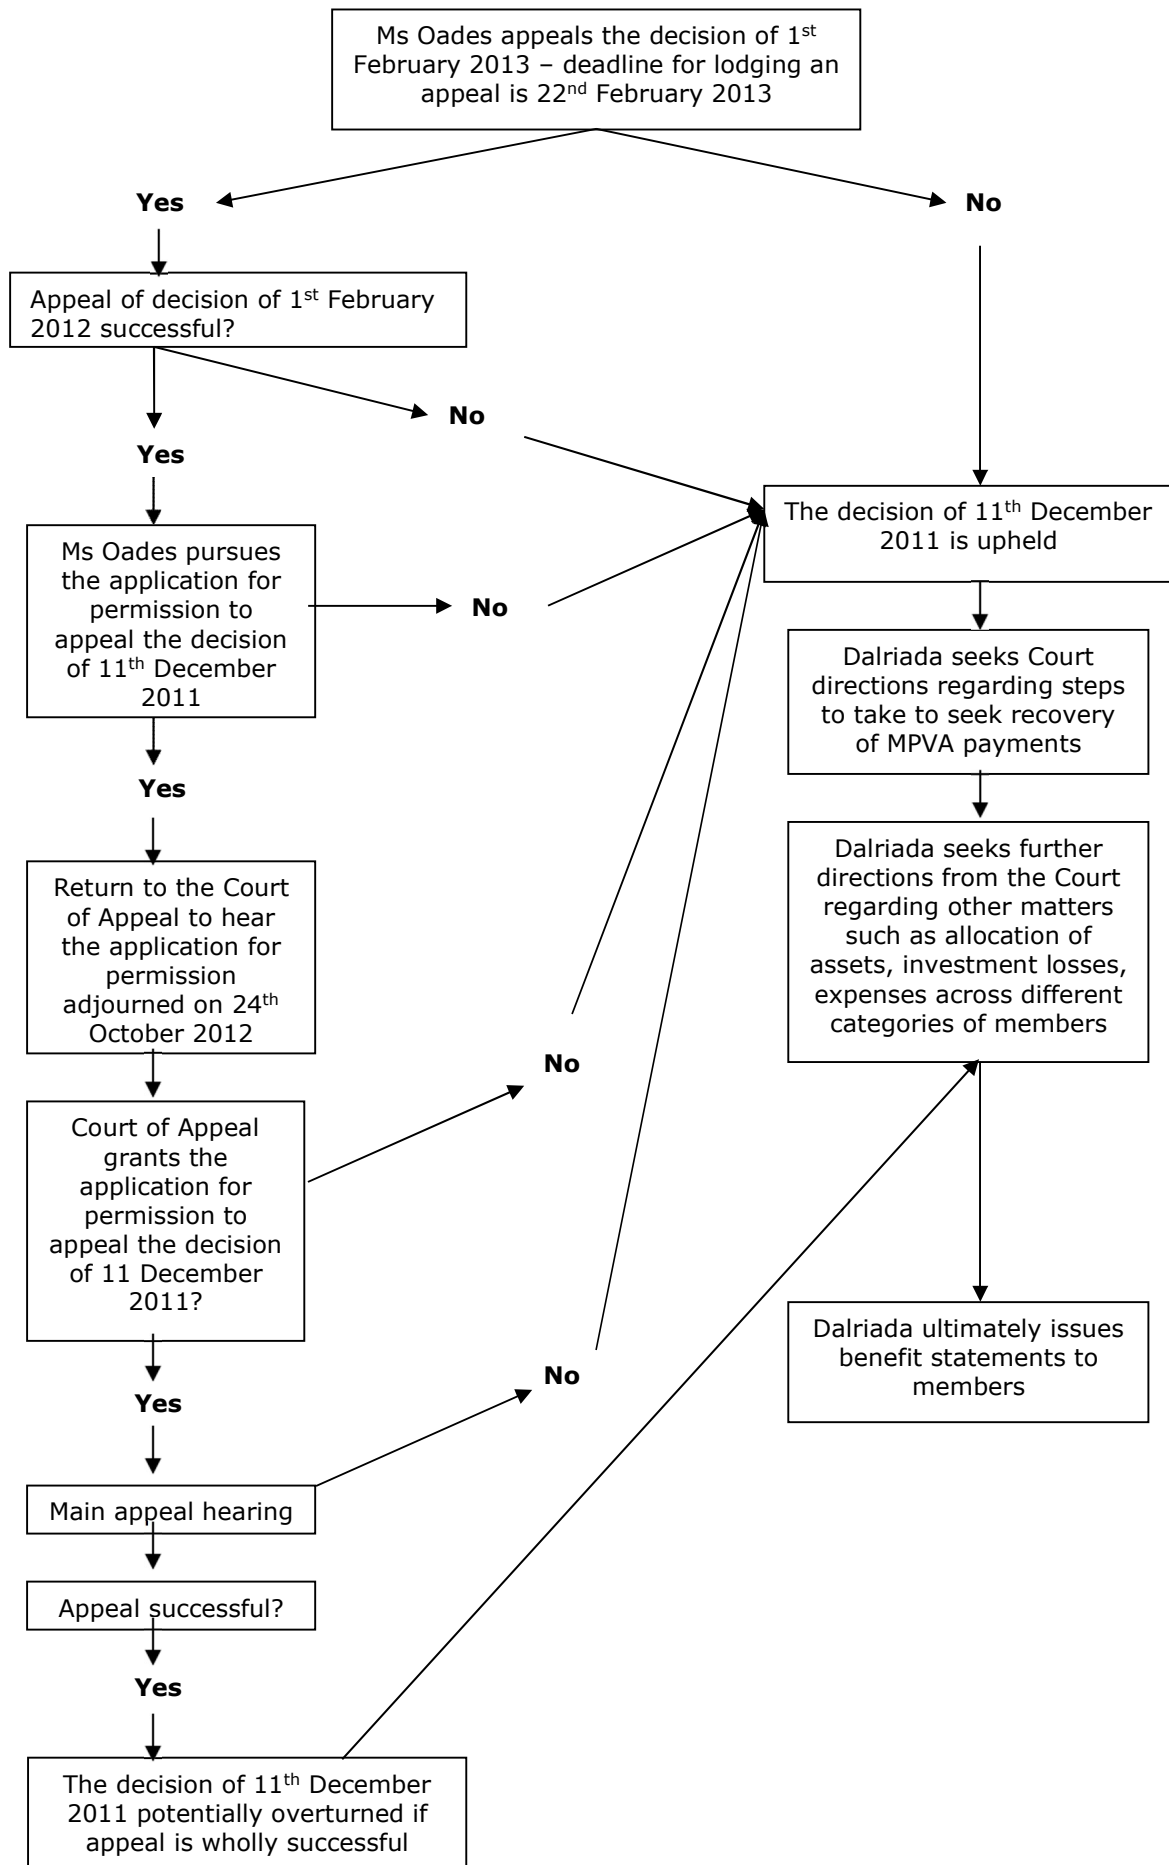 Ms Oades appeals the decision of 1st
February 2013 – deadline for lodging an
appeal is 22nd February 2013
Yes
No
Appeal of decision of 1st February
2012 successful?
No
Yes
Ms Oades pursues
the application for
permission to
appeal the decision
of 11th December
2011
No
Yes
Return to the Court
of Appeal to hear
the application for
permission
adjourned on 24th
October 2012
No
Court of Appeal
grants the
application for
permission to
appeal the decision
of 11 December
2011?
Yes
No
Main appeal hearing
Appeal successful?
Yes
The decision of 11th December
2011 potentially overturned if
appeal is wholly successful
The decision of 11th December
2011 is upheld
Dalriada seeks Court
directions regarding steps
to take to seek recovery
of MPVA payments
Dalriada seeks further
directions from the Court
regarding other matters
such as allocation of
assets, investment losses,
expenses across different
categories of members
Dalriada ultimately issues
benefit statements to
members